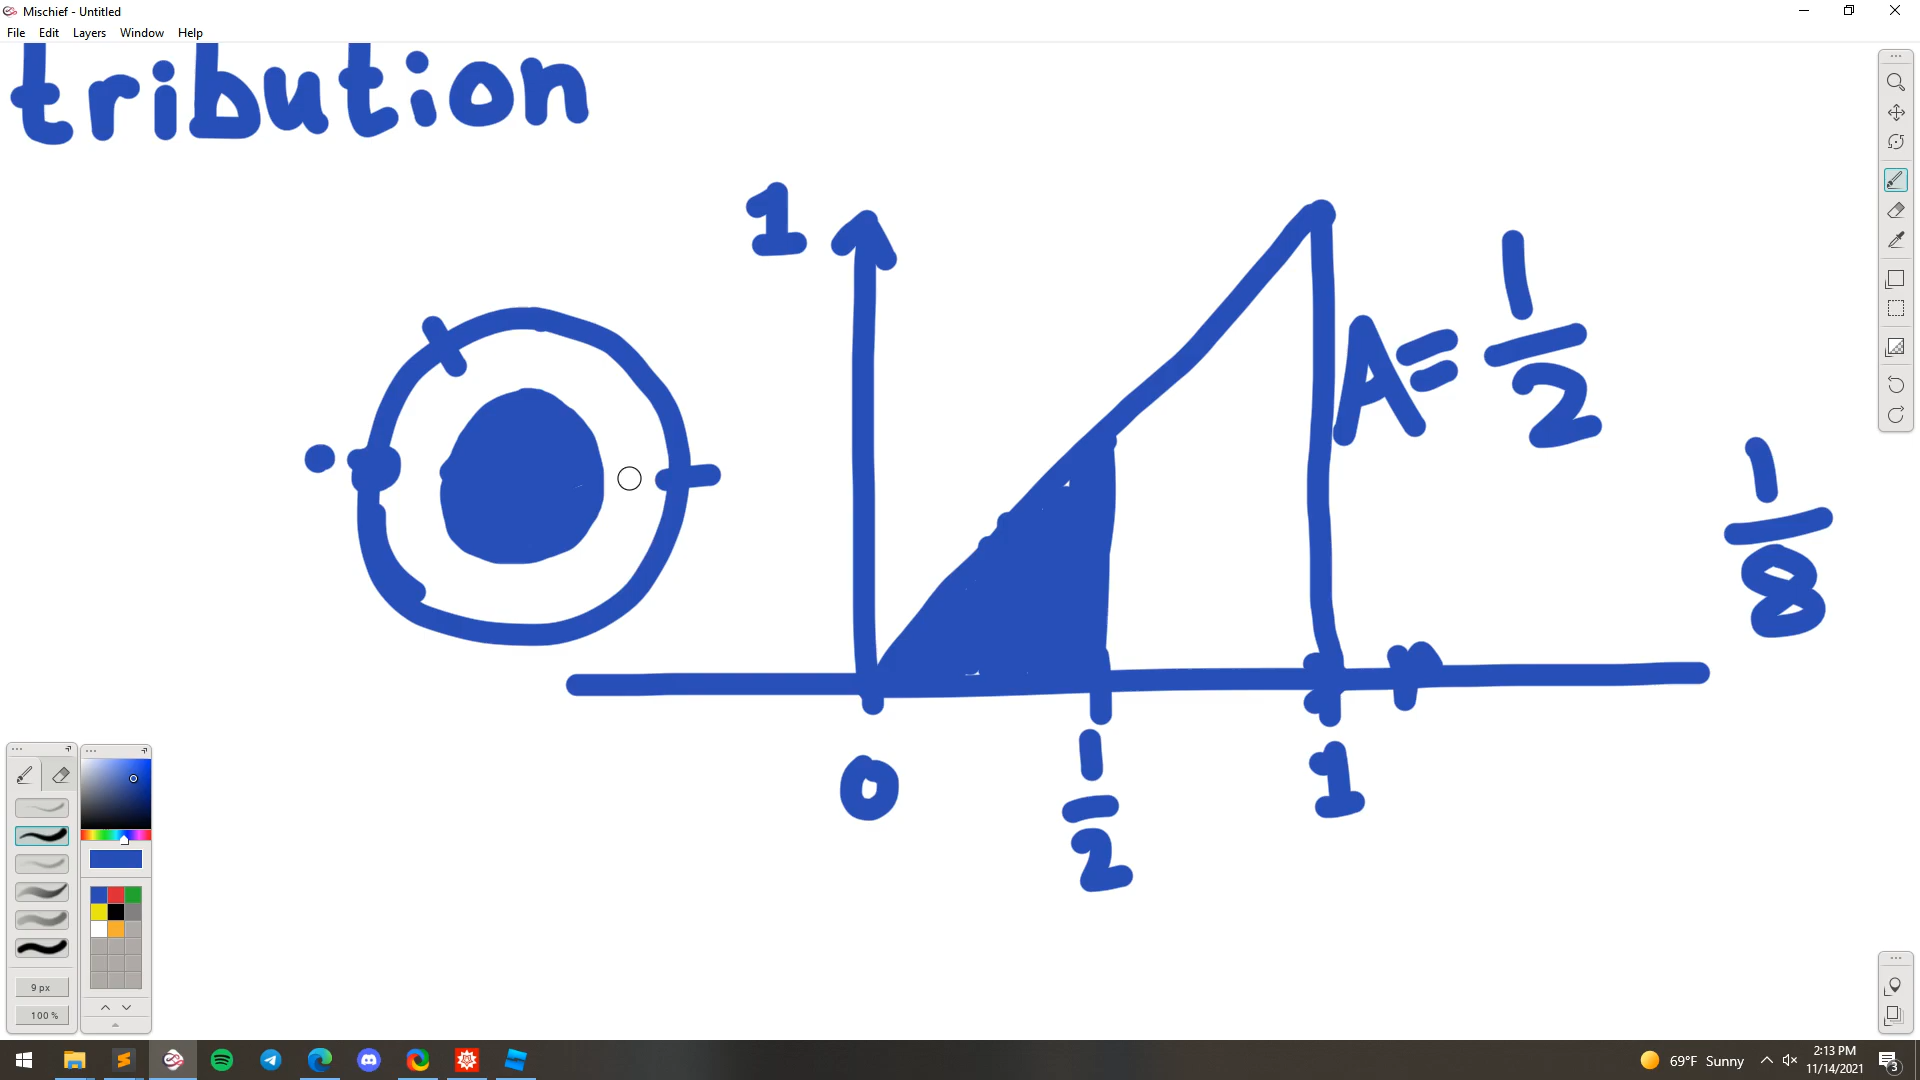 Mischief - Untitled
File Edit Layers Window Help
tribution
1
A = 1/2
1/8
0
1/2
1
9 px
100 %
69°F Sunny
2:13 PM
11/14/2021
3